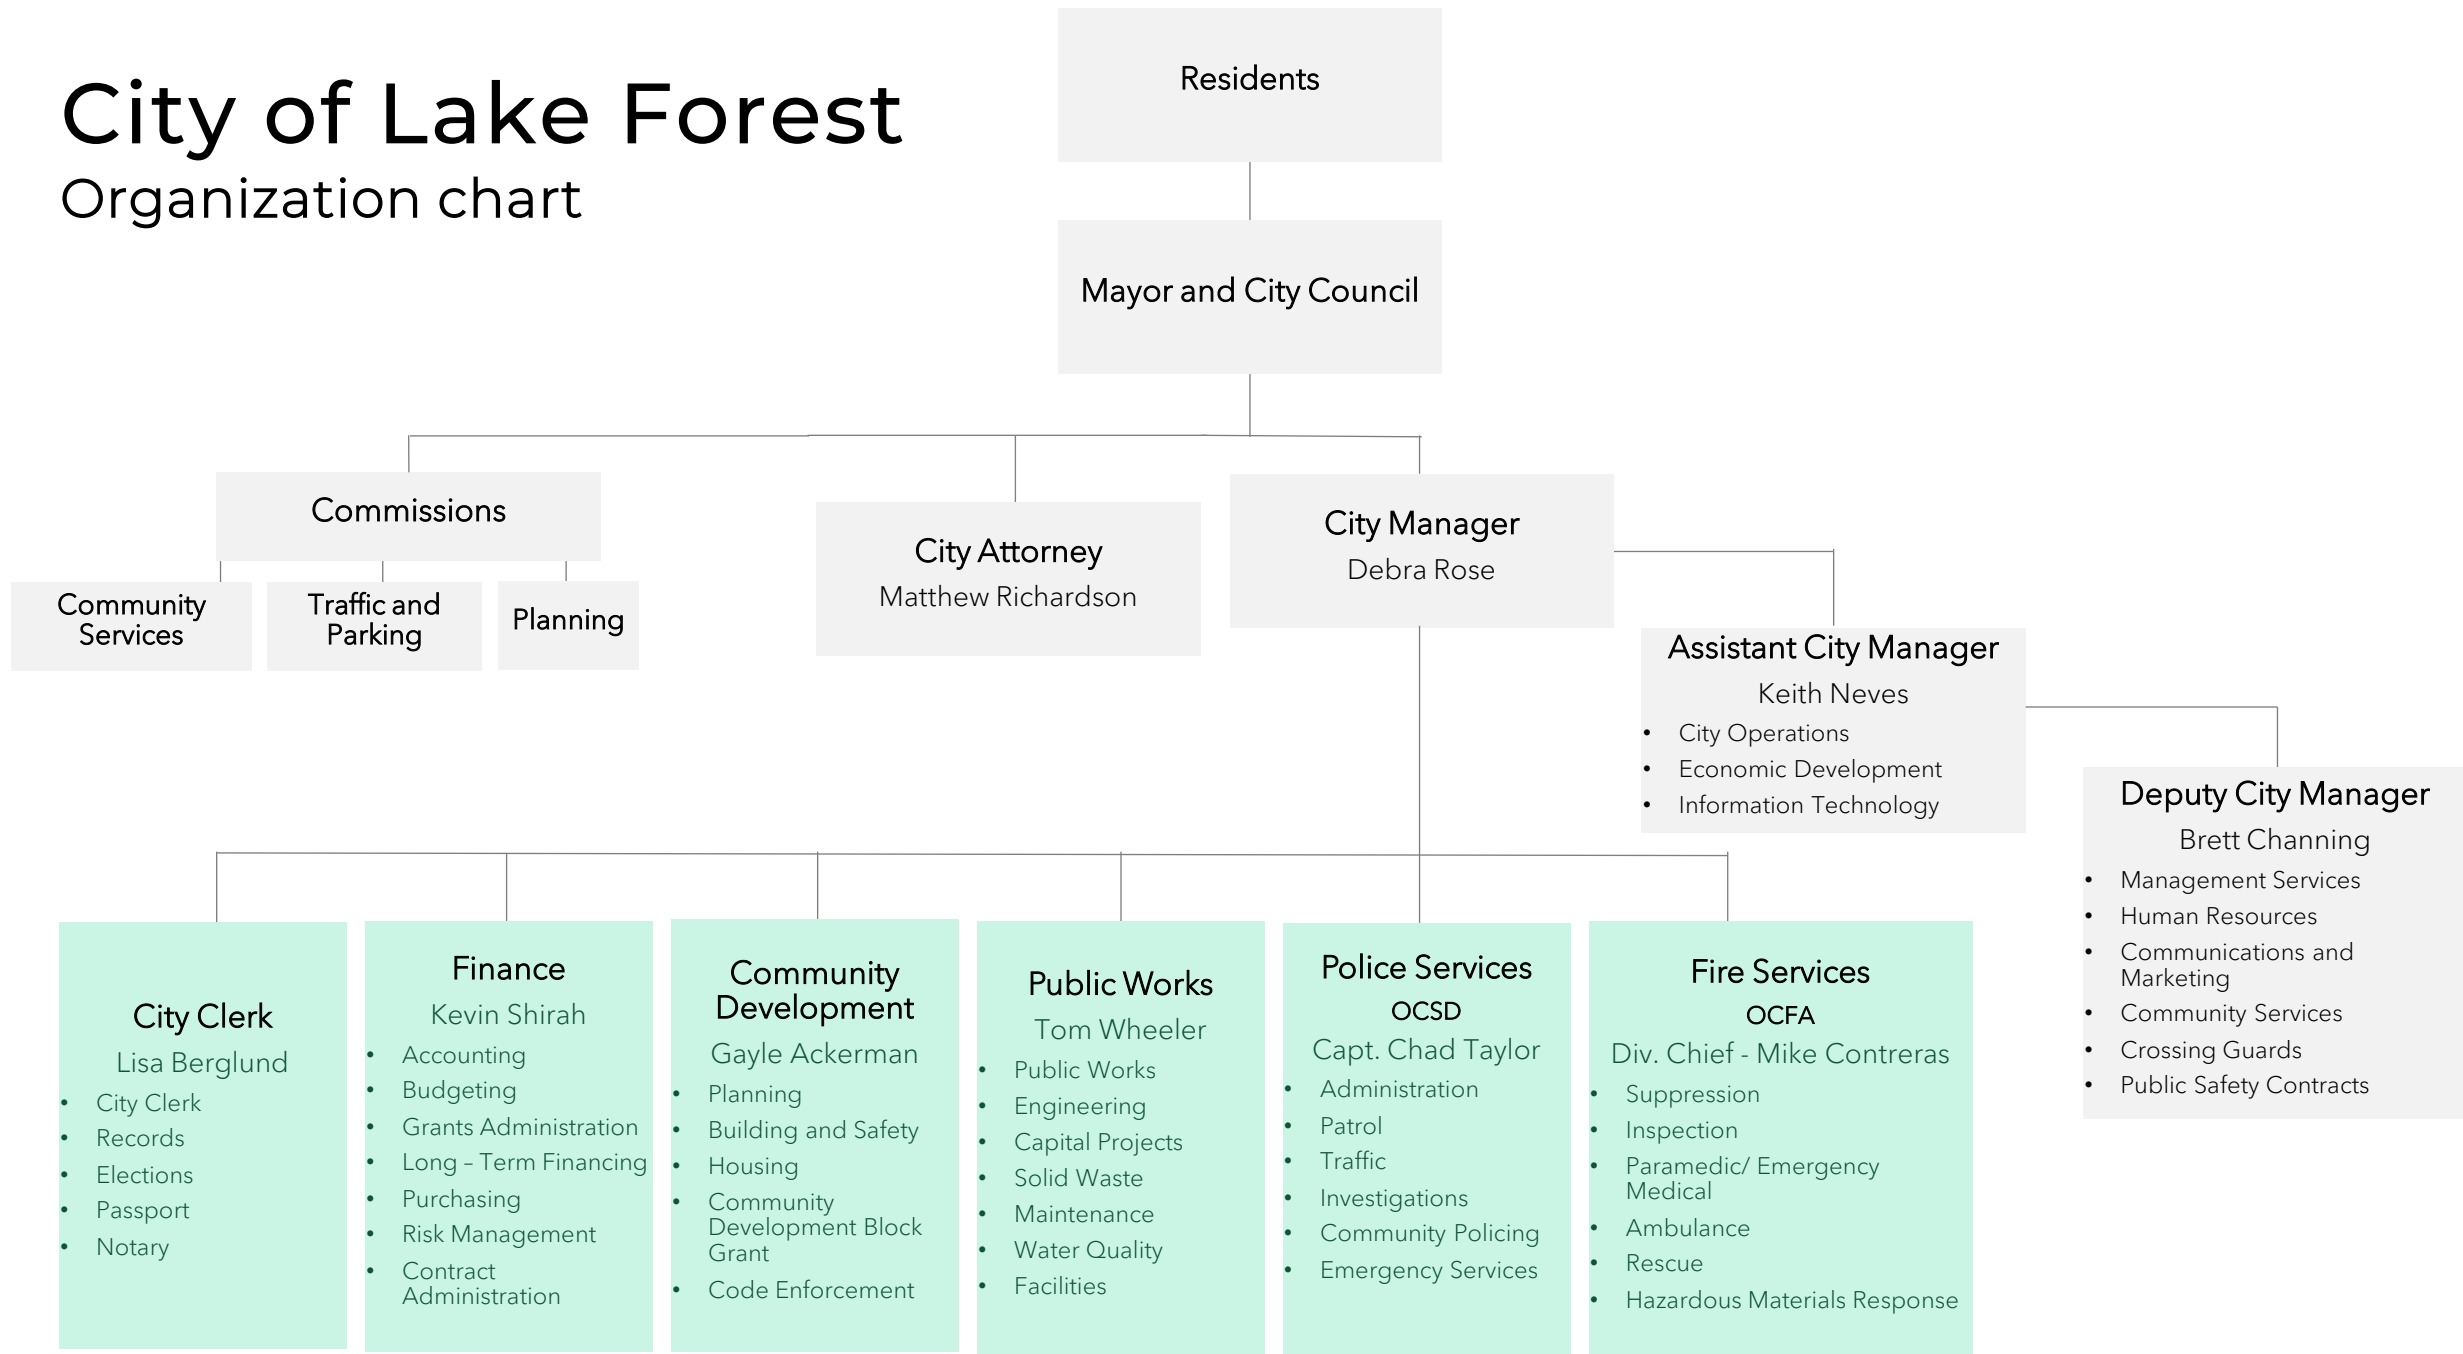 City of Lake Forest
Organization chart
Residents
Mayor and City Council
Commissions
Community
Services
Traffic and
Parking
Planning
City Attorney
Matthew Richardson
City Manager
Debra Rose
Assistant City Manager
Keith Neves
• City Operations
• Economic Development
• Information Technology
Deputy City Manager
Brett Channing
• Management Services
• Human Resources
• Communications and
Marketing
• Community Services
• Crossing Guards
• Public Safety Contracts
City Clerk
Lisa Berglund
• City Clerk
• Records
• Elections
• Passport
• Notary
Finance
Kevin Shirah
• Accounting
• Budgeting
• Grants Administration
• Long – Term Financing
• Purchasing
• Risk Management
• Contract
Administration
Community
Development
Gayle Ackerman
• Planning
• Building and Safety
• Housing
• Community
Development Block
Grant
• Code Enforcement
Public Works
Tom Wheeler
• Public Works
• Engineering
• Capital Projects
• Solid Waste
• Maintenance
• Water Quality
• Facilities
Police Services
OCSD
Capt. Chad Taylor
• Administration
• Patrol
• Traffic
• Investigations
• Community Policing
• Emergency Services
Fire Services
OCFA
Div. Chief - Mike Contreras
• Suppression
• Inspection
• Paramedic/ Emergency
Medical
• Ambulance
• Rescue
• Hazardous Materials Response